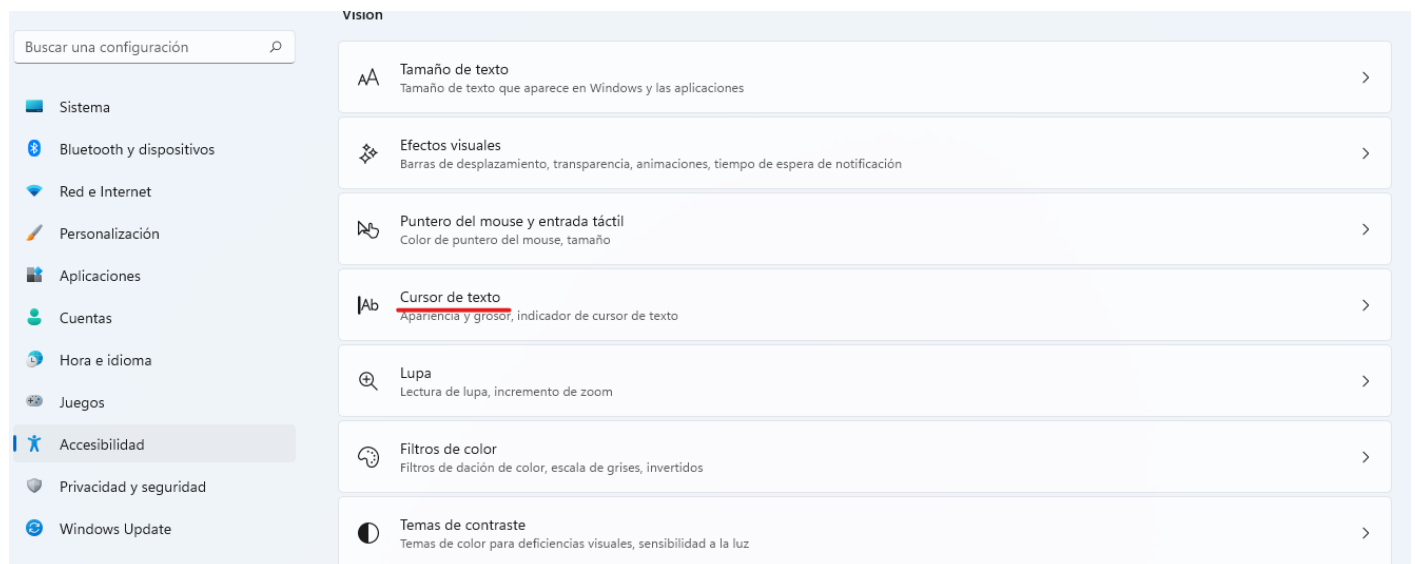 Visión
Buscar una configuración
Sistema
Bluetooth y dispositivos
Red e Internet
Personalización
Aplicaciones
Cuentas
Hora e idioma
Juegos
Accesibilidad
Privacidad y seguridad
Windows Update
AA
Tamaño de texto
Tamaño de texto que aparece en Windows y las aplicaciones
Efectos visuales
Barras de desplazamiento, transparencia, animaciones, tiempo de espera de notificación
Puntero del mouse y entrada táctil
Color de puntero del mouse, tamaño
Ab
Cursor de texto
Apariencia y grosor, indicador de cursor de texto
Lupa
Lectura de lupa, incremento de zoom
Filtros de color
Filtros de dación de color, escala de grises, invertidos
Temas de contraste
Temas de color para deficiencias visuales, sensibilidad a la luz